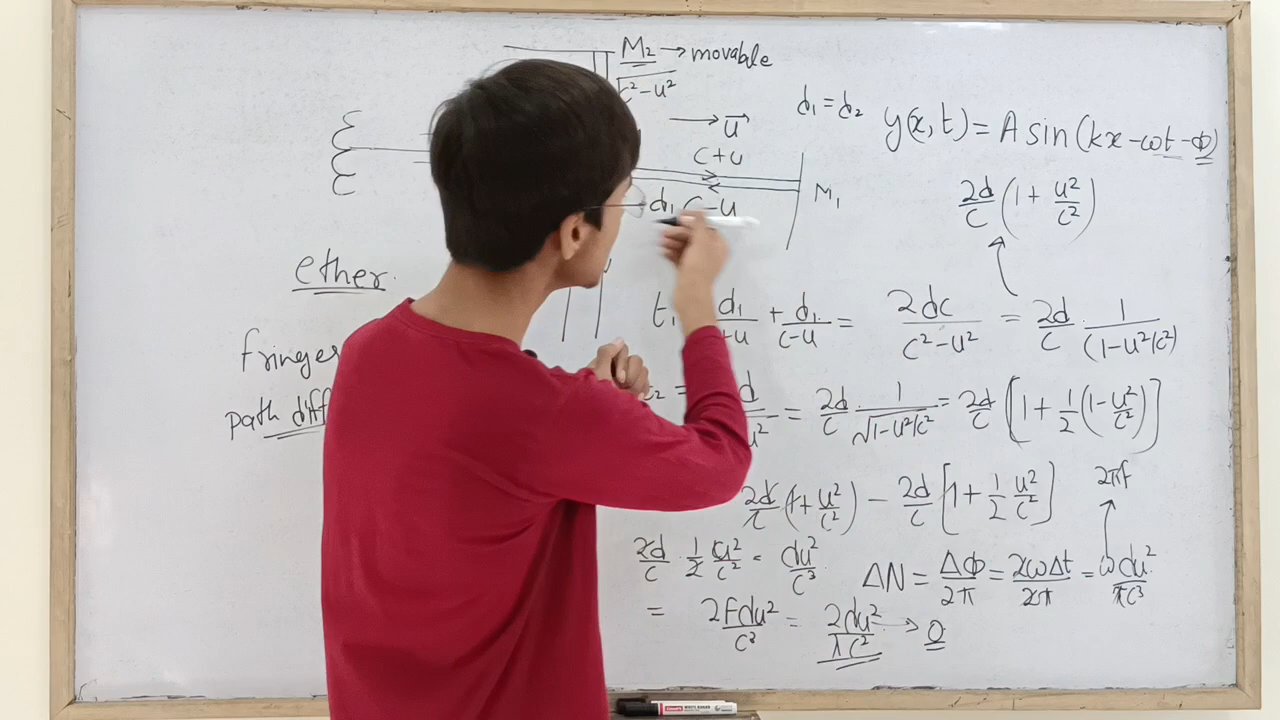 M2 → movable
√c²-u²
d₁ = d₂
y(x, t) = A sin(kx - ωt - Φ)
→ u⃗
c+u
M₁
d₁ c-u
2d/c (1 + u²/c²)
ether.
t₁ d₁/ -u + d₁/c-u = 2dc/c²-u² = 2d/c · 1/(1-u²/c²)
fringe
path diff
= d/ u² = 2d/c · 1/√1-u²/c² = 2d/c [1 + 1/2 (1-u²/c²)]
2πf
2d/c (1+u²/c²) - 2d/c [1 + 1/2 u²/c²]
2d/c · 1/2 u²/c² = du²/c³
ΔN = ΔΦ/2π = 2ωΔt/2π = ωdu²/πc³
= 2fdu²/c³ = 2du²/λc² → 0